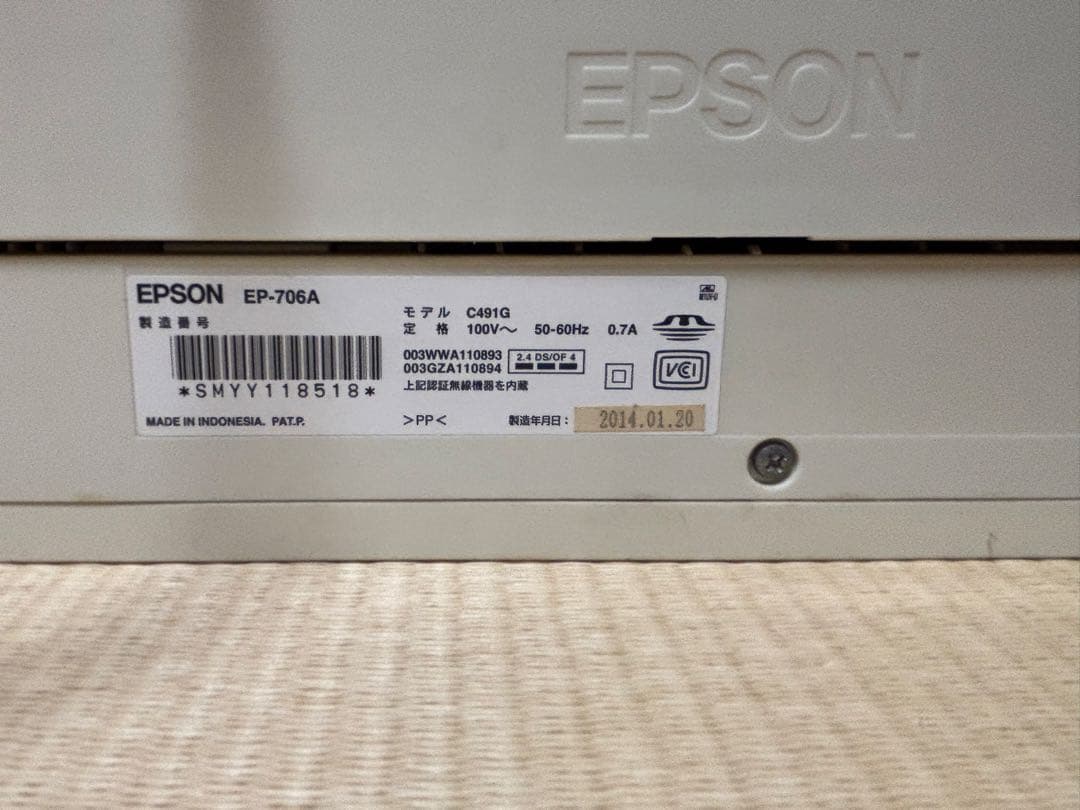 EPSON
EPSON EP-706A
製造番号
*SMYY118518*
MADE IN INDONESIA. PAT.P.
モデル C491G
定格 100V～ 50-60Hz 0.7A
003WWA110893
003GZA110894
2.4 DS/OF 4
上記認証無線機器を内蔵
>PP<
製造年月日：2014.01.20
VCI